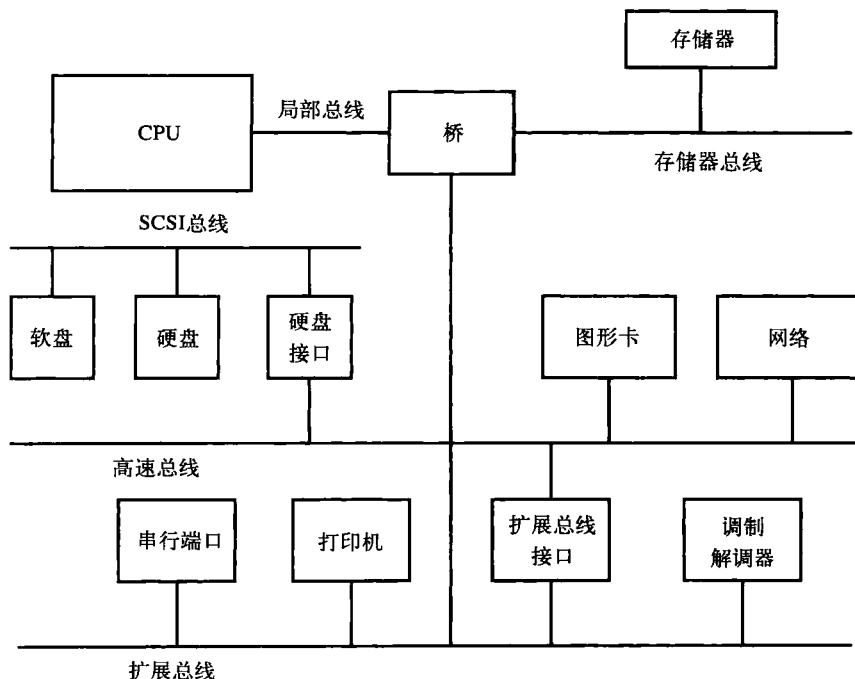 存储器
CPU
局部总线
桥
存储器总线
SCSI总线
软盘
硬盘
硬盘
接口
图形卡
网络
高速总线
串行端口
打印机
扩展总线
接口
调制
解调器
扩展总线